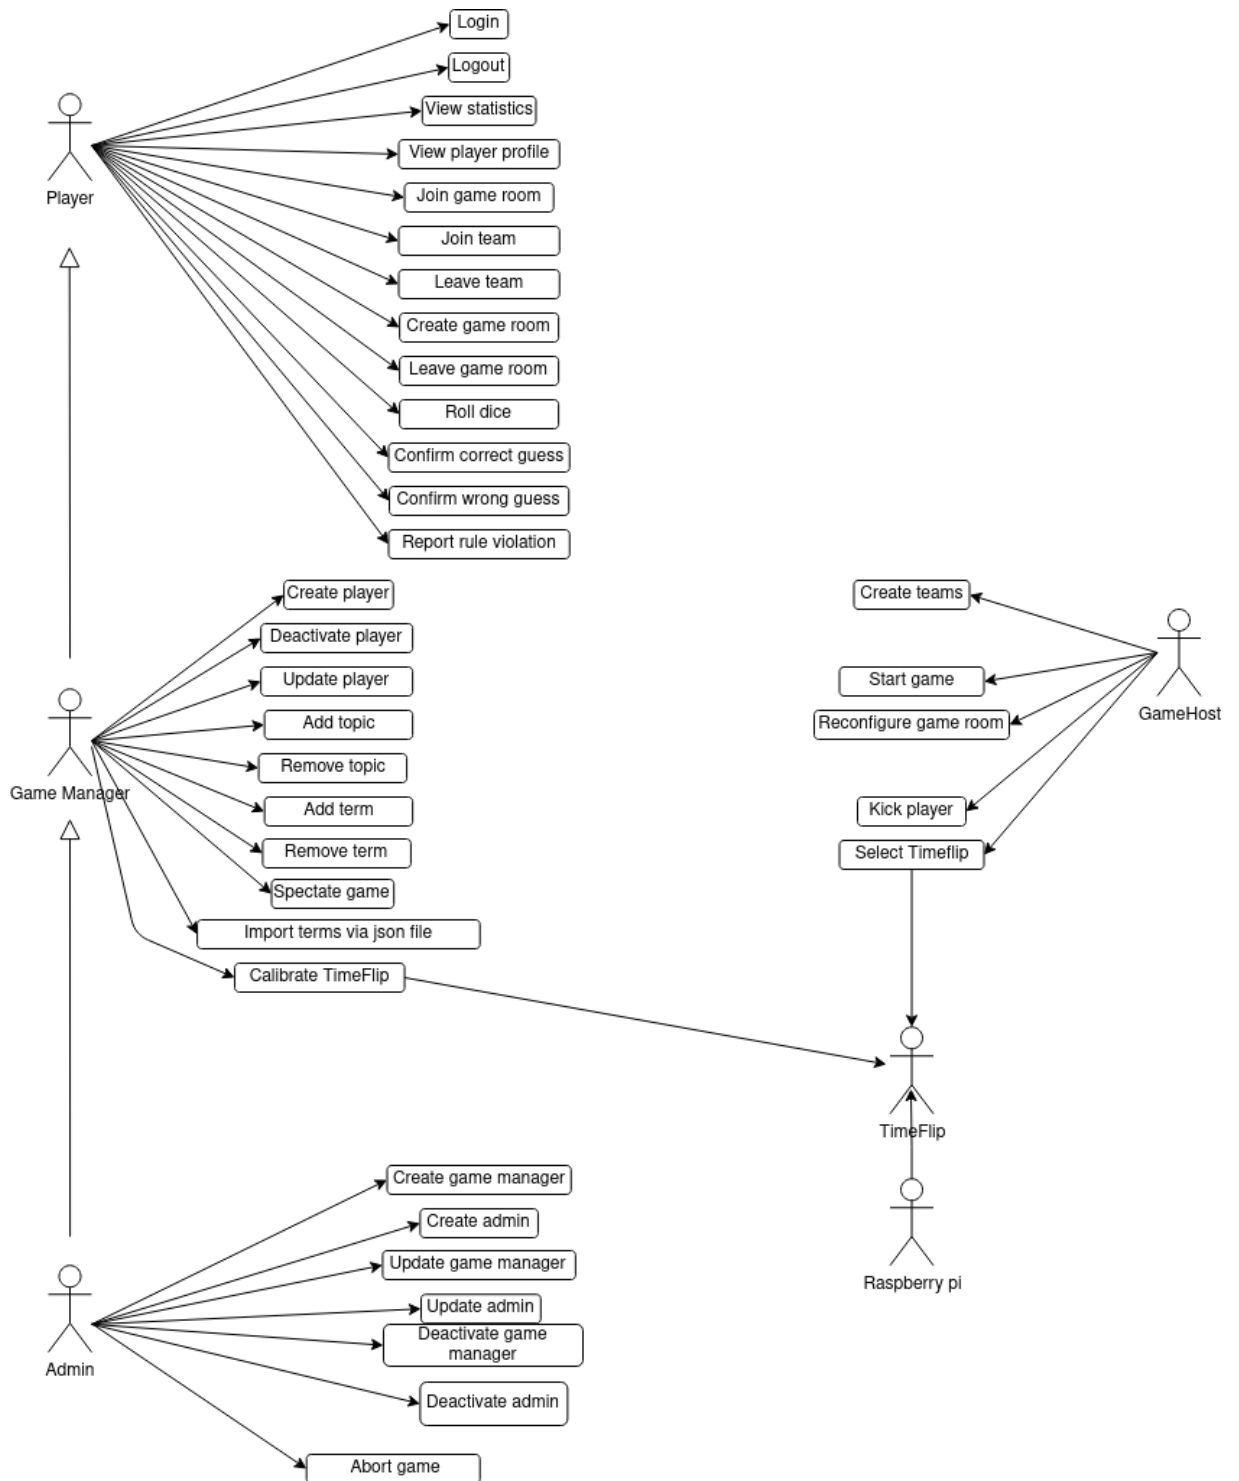 Login
Logout
View statistics
View player profile
Join game room
Player
Join team
Leave team
Create game room
Leave game room
Roll dice
Confirm correct guess
Confirm wrong guess
Report rule violation
Create player
Deactivate player
Update player
Add topic
Remove topic
Game Manager
Add term
Remove term
Spectate game
Import terms via json file
Calibrate TimeFlip
Create teams
Start game
GameHost
Reconfigure game room
Kick player
Select Timeflip
TimeFlip
Raspberry pi
Create game manager
Create admin
Update game manager
Update admin
Deactivate game
manager
Admin
Deactivate admin
Abort game